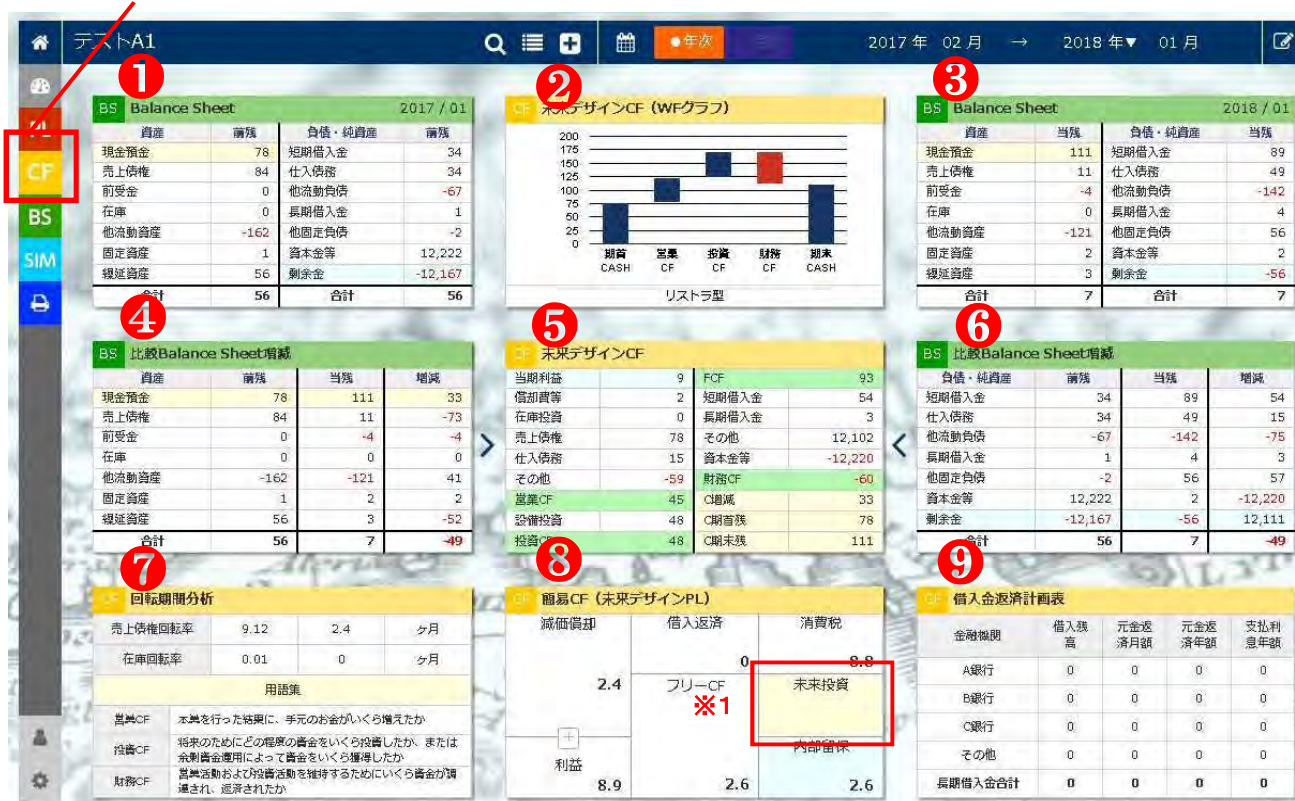 テストA1
●年次
2017年 02月 → 2018年▼ 01月
PL
CF
BS
SIM
❶
BS Balance Sheet 2017 / 01
資産 前残 負債・純資産 前残
現金預金 78 短期借入金 34
売上債権 84 仕入債務 34
前受金 0 他流動負債 -67
在庫 0 長期借入金 1
他流動資産 -162 他固定負債 -2
固定資産 1 資本金等 12,222
繰延資産 56 剰余金 -12,167
合計 56 合計 56
❷
CF 未来デザインCF（WFグラフ）
200
175
150
125
100
75
50
25
0
期首 営業 投資 財務 期末
CASH CF CF CF CASH
リストラ型
❸
BS Balance Sheet 2018 / 01
資産 当残 負債・純資産 当残
現金預金 111 短期借入金 89
売上債権 11 仕入債務 49
前受金 -4 他流動負債 -142
在庫 0 長期借入金 4
他流動資産 -121 他固定負債 56
固定資産 2 資本金等 2
繰延資産 3 剰余金 -56
合計 7 合計 7
❹
BS 比較Balance Sheet増減
資産 前残 当残 増減
現金預金 78 111 33
売上債権 84 11 -73
前受金 0 -4 -4
在庫 0 0 0
他流動資産 -162 -121 41
固定資産 1 2 2
繰延資産 56 3 -52
合計 56 7 -49
❺
CF 未来デザインCF
当期利益 9 FCF 93
償却費等 2 短期借入金 54
在庫投資 0 長期借入金 3
売上債権 78 その他 12,102
仕入債務 15 資本金等 -12,220
その他 -59 財務CF -60
営業CF 45 C増減 33
設備投資 48 C期首残 78
投資CF 48 C期末残 111
❻
BS 比較Balance Sheet増減
負債・純資産 前残 当残 増減
短期借入金 34 89 54
仕入債務 34 49 15
他流動負債 -67 -142 -75
長期借入金 1 4 3
他固定負債 -2 56 57
資本金等 12,222 2 -12,220
剰余金 -12,167 -56 12,111
合計 56 7 -49
❼
CF 回転期間分析
売上債権回転率 9.12 2.4 ヶ月
在庫回転率 0.01 0 ヶ月
用語集
営業CF 本業を行った結果に、手元のお金がいくら増えたか
投資CF 将来のためにどの程度の資金をいくら投資したか、または
余剰資金運用によって資金をいくら獲得したか
財務CF 営業活動および投資活動を維持するためにいくら資金が調
達され、返済されたか
❽
CF 簡易CF（未来デザインPL）
減価償却 借入返済 消費税
0 8.8
2.4 フリーCF 未来投資
※1
利益 内部留保
8.9 2.6 2.6
❾
CF 借入金返済計画表
金融機関 借入残高 元金返済月額 元金返済年額 支払利息年額
A銀行 0 0 0 0
B銀行 0 0 0 0
C銀行 0 0 0 0
その他 0 0 0 0
長期借入金合計 0 0 0 0